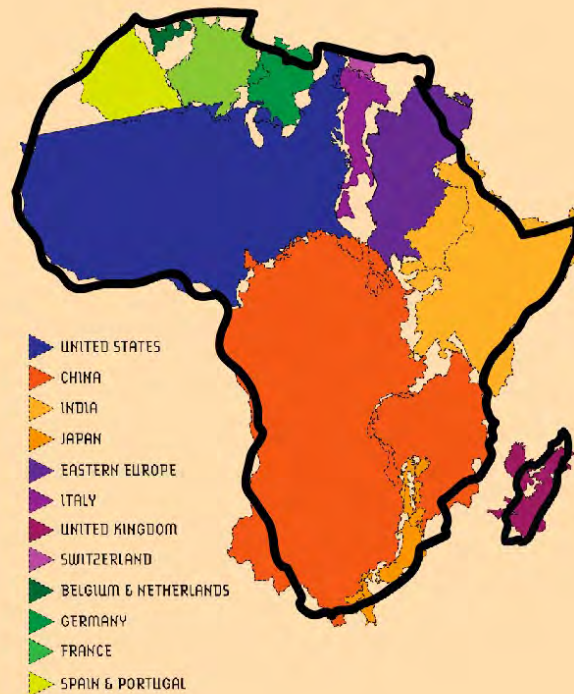 UNITED STATES
CHINA
INDIA
JAPAN
EASTERN EUROPE
ITALY
UNITED KINGDOM
SWITZERLAND
BELGIUM & NETHERLANDS
GERMANY
FRANCE
SPAIN & PORTUGAL